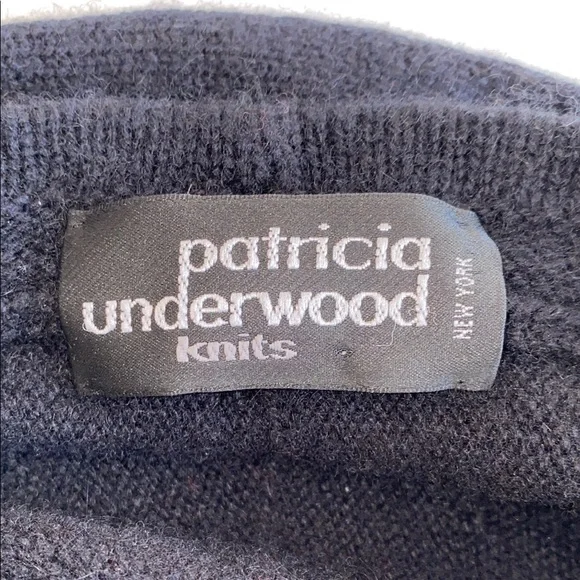 patricia
underwood
knits
NEW YORK